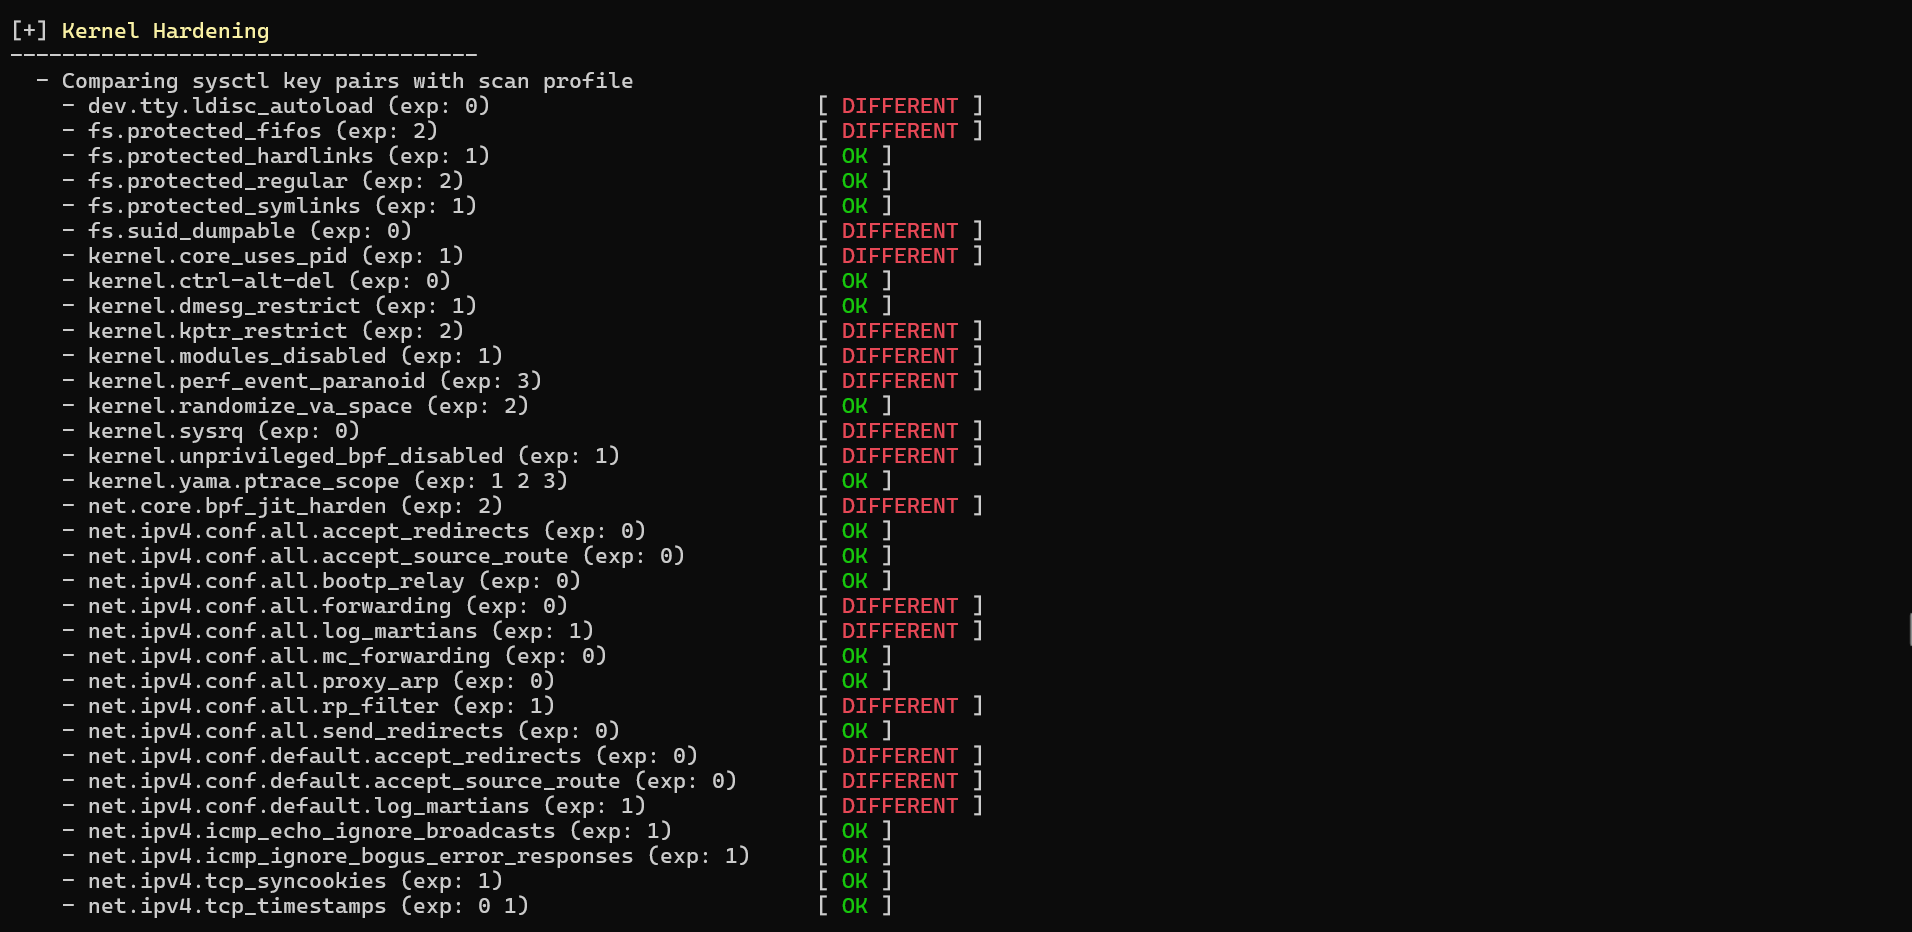 [+] Kernel Hardening
------------------------------------
  - Comparing sysctl key pairs with scan profile
    - dev.tty.ldisc_autoload (exp: 0)                         [ DIFFERENT ]
    - fs.protected_fifos (exp: 2)                             [ DIFFERENT ]
    - fs.protected_hardlinks (exp: 1)                         [ OK ]
    - fs.protected_regular (exp: 2)                           [ OK ]
    - fs.protected_symlinks (exp: 1)                          [ OK ]
    - fs.suid_dumpable (exp: 0)                               [ DIFFERENT ]
    - kernel.core_uses_pid (exp: 1)                           [ DIFFERENT ]
    - kernel.ctrl-alt-del (exp: 0)                            [ OK ]
    - kernel.dmesg_restrict (exp: 1)                          [ OK ]
    - kernel.kptr_restrict (exp: 2)                           [ DIFFERENT ]
    - kernel.modules_disabled (exp: 1)                        [ DIFFERENT ]
    - kernel.perf_event_paranoid (exp: 3)                     [ DIFFERENT ]
    - kernel.randomize_va_space (exp: 2)                      [ OK ]
    - kernel.sysrq (exp: 0)                                   [ DIFFERENT ]
    - kernel.unprivileged_bpf_disabled (exp: 1)               [ DIFFERENT ]
    - kernel.yama.ptrace_scope (exp: 1 2 3)                   [ OK ]
    - net.core.bpf_jit_harden (exp: 2)                        [ DIFFERENT ]
    - net.ipv4.conf.all.accept_redirects (exp: 0)             [ OK ]
    - net.ipv4.conf.all.accept_source_route (exp: 0)          [ OK ]
    - net.ipv4.conf.all.bootp_relay (exp: 0)                  [ OK ]
    - net.ipv4.conf.all.forwarding (exp: 0)                   [ DIFFERENT ]
    - net.ipv4.conf.all.log_martians (exp: 1)                 [ DIFFERENT ]
    - net.ipv4.conf.all.mc_forwarding (exp: 0)                [ OK ]
    - net.ipv4.conf.all.proxy_arp (exp: 0)                    [ OK ]
    - net.ipv4.conf.all.rp_filter (exp: 1)                    [ DIFFERENT ]
    - net.ipv4.conf.all.send_redirects (exp: 0)               [ OK ]
    - net.ipv4.conf.default.accept_redirects (exp: 0)         [ DIFFERENT ]
    - net.ipv4.conf.default.accept_source_route (exp: 0)      [ DIFFERENT ]
    - net.ipv4.conf.default.log_martians (exp: 1)             [ DIFFERENT ]
    - net.ipv4.icmp_echo_ignore_broadcasts (exp: 1)           [ OK ]
    - net.ipv4.icmp_ignore_bogus_error_responses (exp: 1)     [ OK ]
    - net.ipv4.tcp_syncookies (exp: 1)                        [ OK ]
    - net.ipv4.tcp_timestamps (exp: 0 1)                      [ OK ]